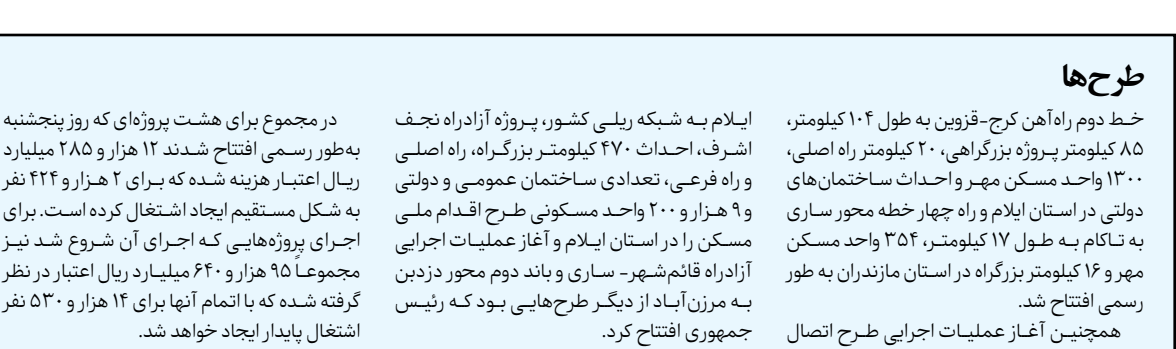 طرح‌ها
خط دوم راه‌آهن کرج-قزوین به طول ۱۰۴ کیلومتر،
۸۵ کیلومتر پروژه بزرگراهی، ۲۰ کیلومتر راه اصلی،
۱۳۰۰ واحد مسکن مهر و احداث ساختمان‌های
دولتی در استان ایلام و راه چهار خطه محور ساری
به تاکام به طول ۱۷ کیلومتر، ۳۵۴ واحد مسکن
مهر و ۱۶ کیلومتر بزرگراه در استان مازندران به طور
رسمی افتتاح شد.
همچنین آغاز عملیات اجرایی طرح اتصال
ایلام به شبکه ریلی کشور، پروژه آزادراه نجف
اشرف، احداث ۴۷۰ کیلومتر بزرگراه، راه اصلی
و راه فرعی، تعدادی ساختمان عمومی و دولتی
و ۹ هزار و ۲۰۰ واحد مسکونی طرح اقدام ملی
مسکن را در استان ایلام و آغاز عملیات اجرایی
آزادراه قائم‌شهر- ساری و باند دوم محور دزدبن
به مرزن‌آباد از دیگر طرح‌هایی بود که رئیس
جمهوری افتتاح کرد.
در مجموع برای هشت پروژه‌ای که روز پنجشنبه
به‌طور رسمی افتتاح شدند ۱۲ هزار و ۲۸۵ میلیارد
ریال اعتبار هزینه شده که برای ۲ هزار و ۴۲۴ نفر
به شکل مستقیم ایجاد اشتغال کرده است. برای
اجرای پروژه‌هایی که اجرای آن شروع شد نیز
مجموعاً ۹۵ هزار و ۶۴۰ میلیارد ریال اعتبار در نظر
گرفته شده که با اتمام آنها برای ۱۴ هزار و ۵۳۰ نفر
اشتغال پایدار ایجاد خواهد شد.